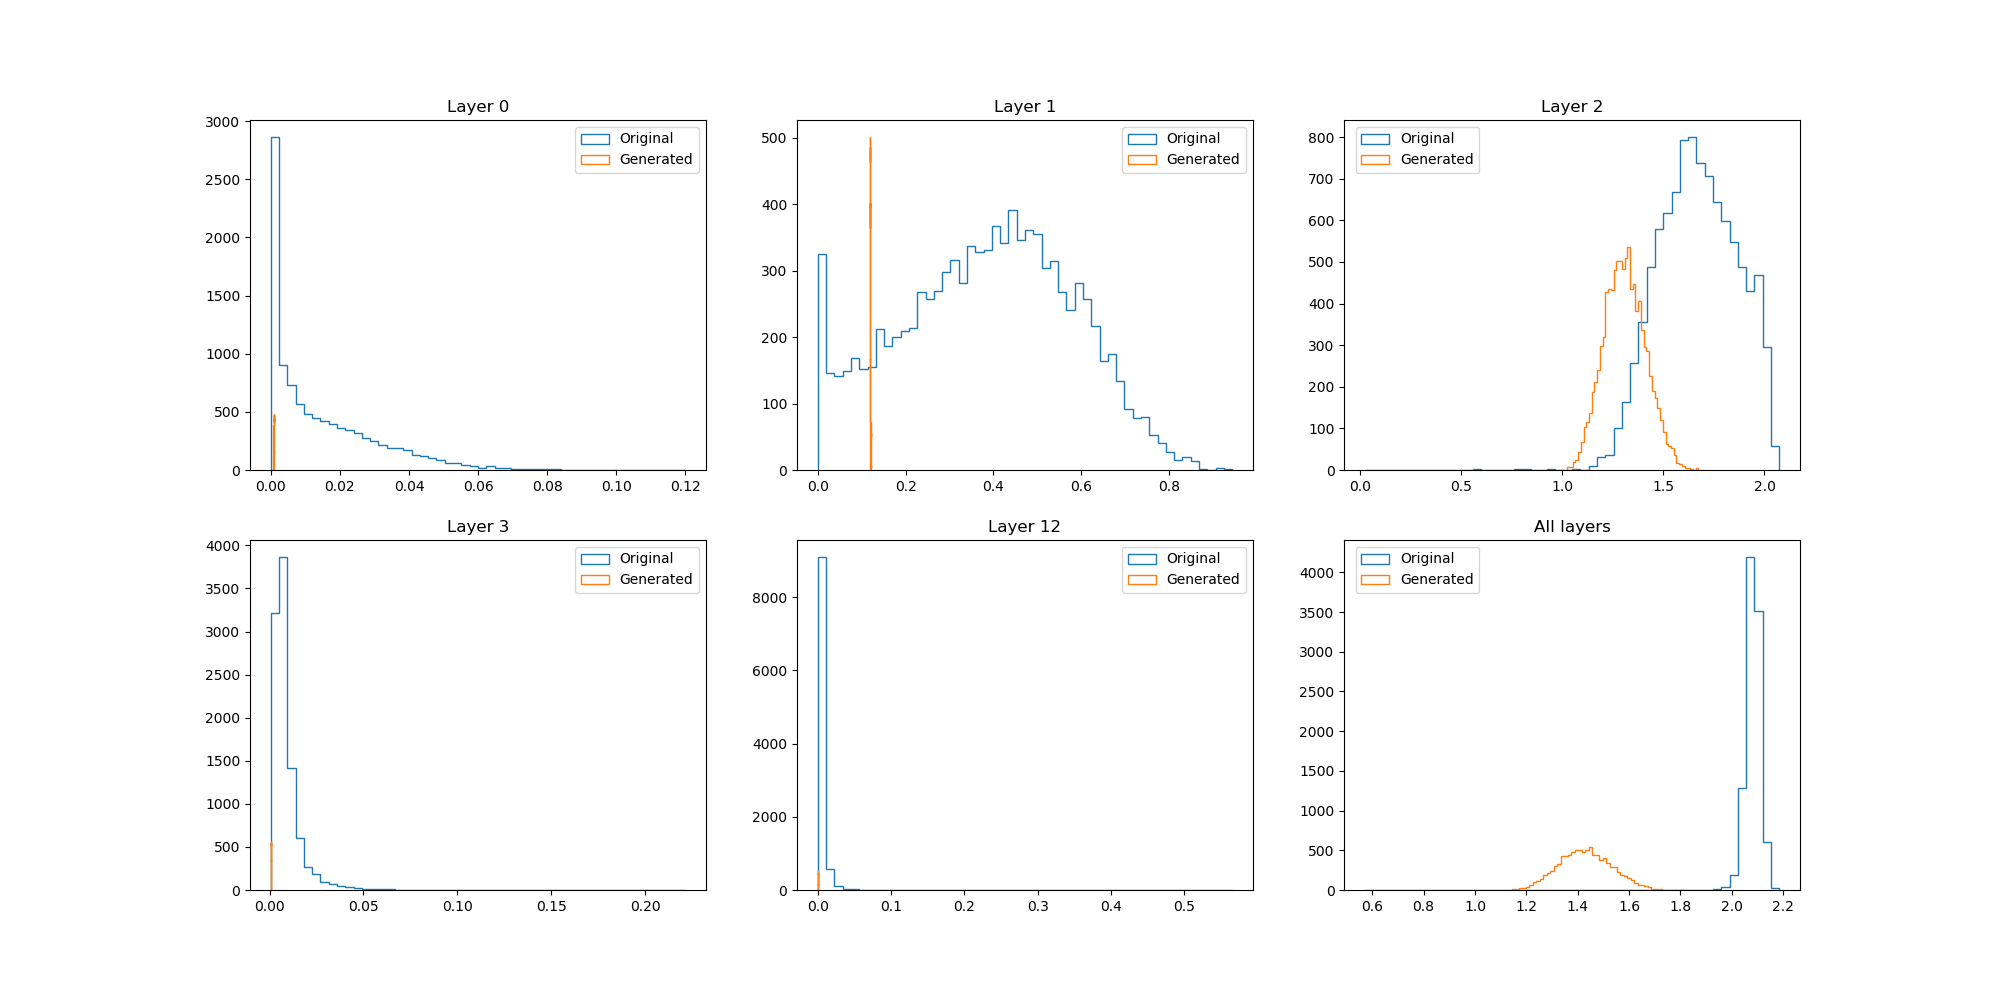 Layer 0
3000
2500
2000
1500
1000
500
0
0.00 0.02 0.04 0.06 0.08 0.10 0.12
Original
Generated
Layer 1
500
400
300
200
100
0
0.0 0.2 0.4 0.6 0.8
Original
Generated
Layer 2
800
700
600
500
400
300
200
100
0
0.0 0.5 1.0 1.5 2.0
Original
Generated
Layer 3
4000
3500
3000
2500
2000
1500
1000
500
0
0.00 0.05 0.10 0.15 0.20
Original
Generated
Layer 12
8000
6000
4000
2000
0
0.0 0.1 0.2 0.3 0.4 0.5
Original
Generated
All layers
4000
3500
3000
2500
2000
1500
1000
500
0
0.6 0.8 1.0 1.2 1.4 1.6 1.8 2.0 2.2
Original
Generated